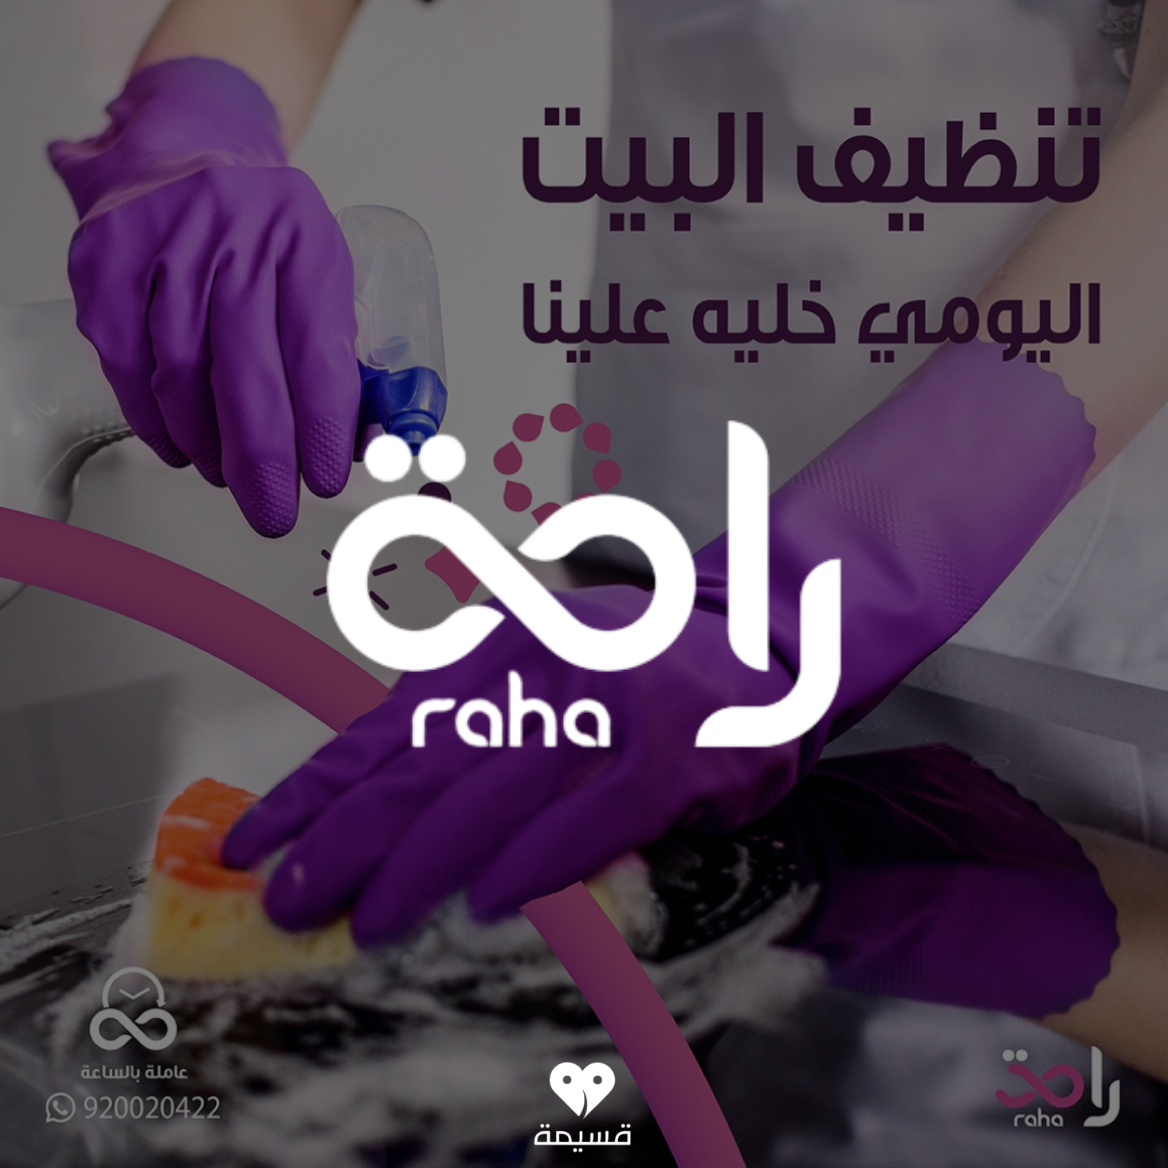 تنظيف البيت
اليومي خليه علينا
راحة
raha
عاملة بالساعة
920020422
قسيمة
راحة
raha